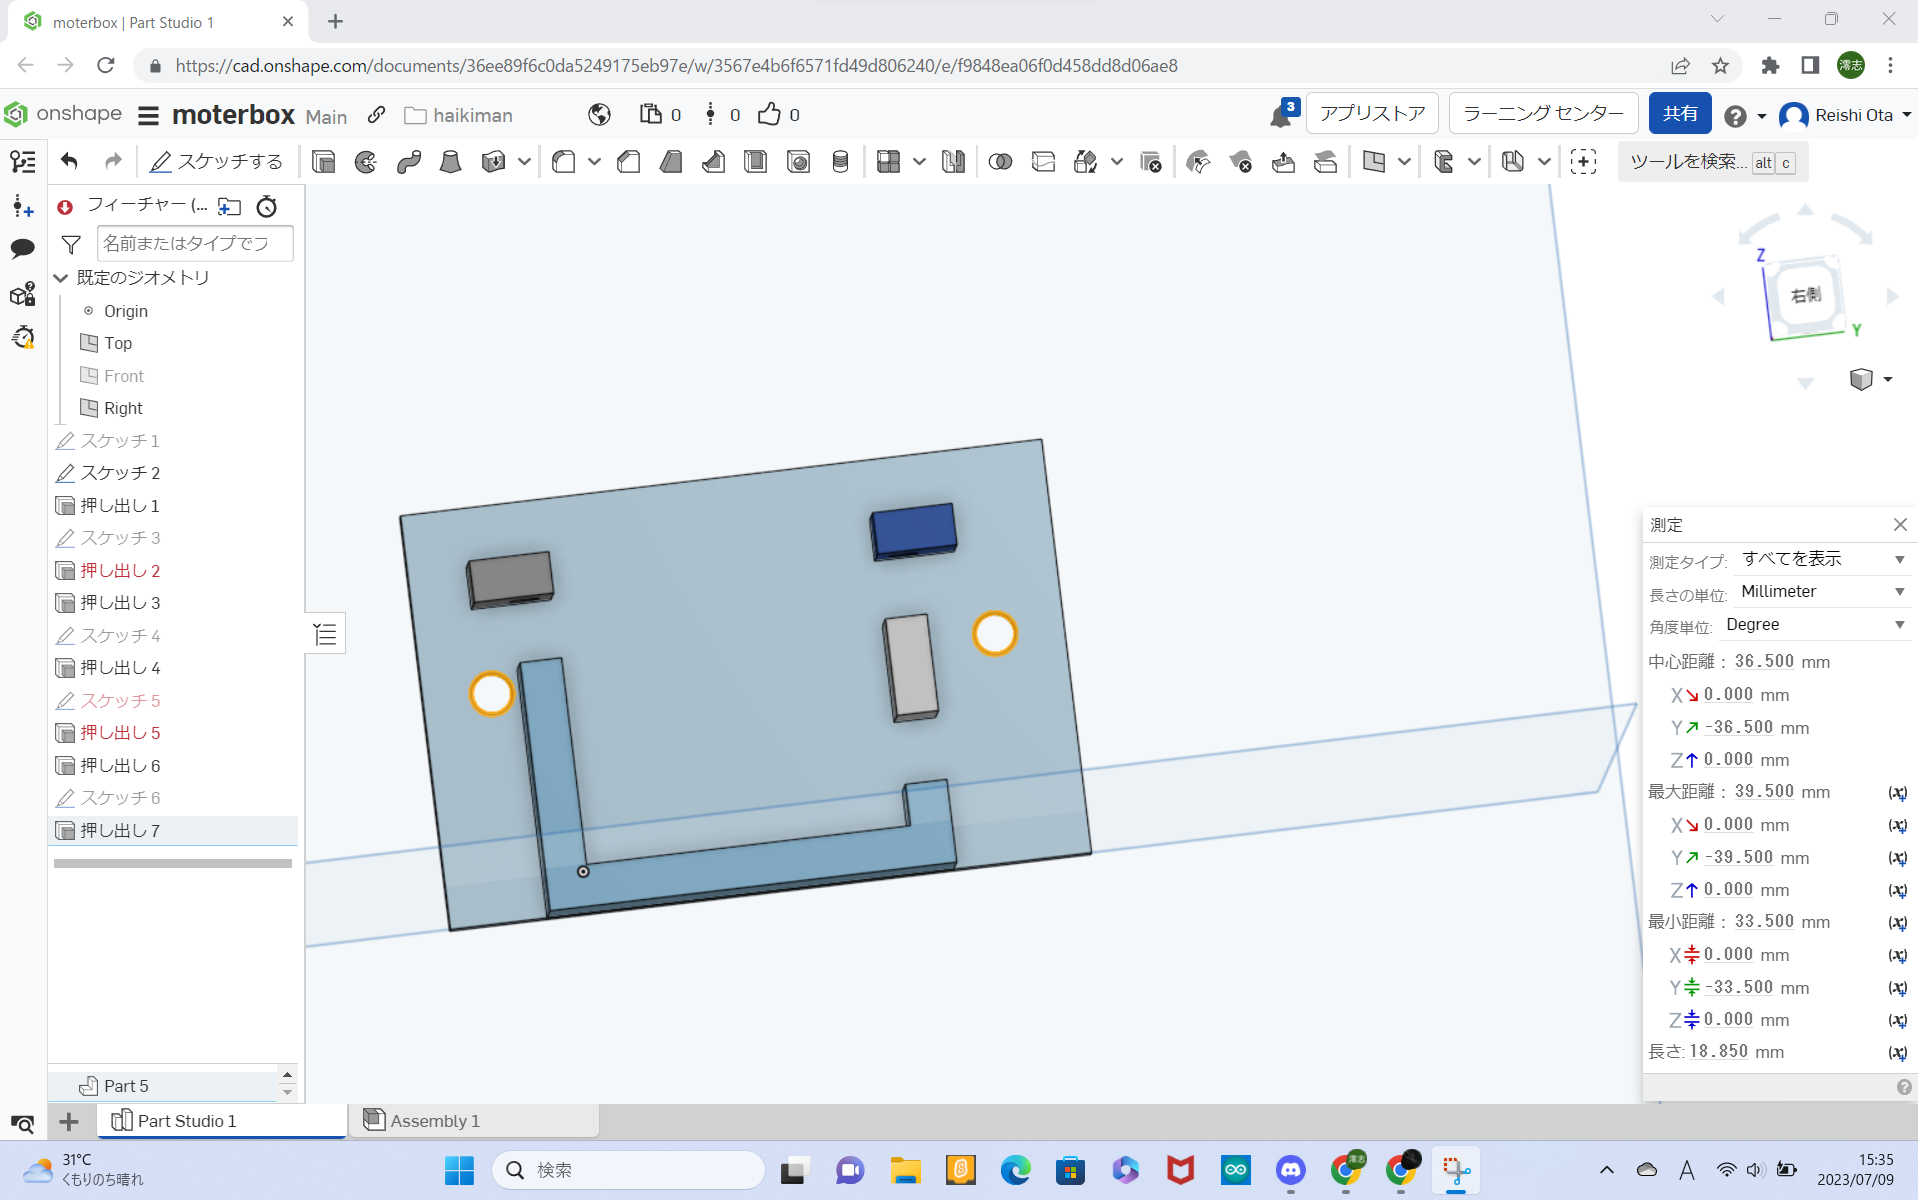 moterbox | Part Studio 1
https://cad.onshape.com/documents/36ee89f6c0da5249175eb97e/w/3567e4b6f6571fd49d806240/e/f9848ea06f0d458dd8d06ae8
澪志
onshape moterbox Main haikiman 0 0 0 3 アプリストア ラーニング センター 共有 Reishi Ota
スケッチする ツールを検索... alt c
フィーチャー (...
名前またはタイプでフ
既定のジオメトリ
Origin
Top
Front
Right
スケッチ 1
スケッチ 2
押し出し 1
スケッチ 3
押し出し 2
押し出し 3
スケッチ 4
押し出し 4
スケッチ 5
押し出し 5
押し出し 6
スケッチ 6
押し出し 7
Part 5
Z
右側
Y
測定
測定タイプ: すべてを表示
長さの単位: Millimeter
角度単位: Degree
中心距離: 36.500 mm
X 0.000 mm
Y -36.500 mm
Z 0.000 mm
最大距離: 39.500 mm
X 0.000 mm
Y -39.500 mm
Z 0.000 mm
最小距離: 33.500 mm
X 0.000 mm
Y -33.500 mm
Z 0.000 mm
長さ: 18.850 mm
Part Studio 1
Assembly 1
31°C
くもりのち晴れ
検索
A
15:35
2023/07/09